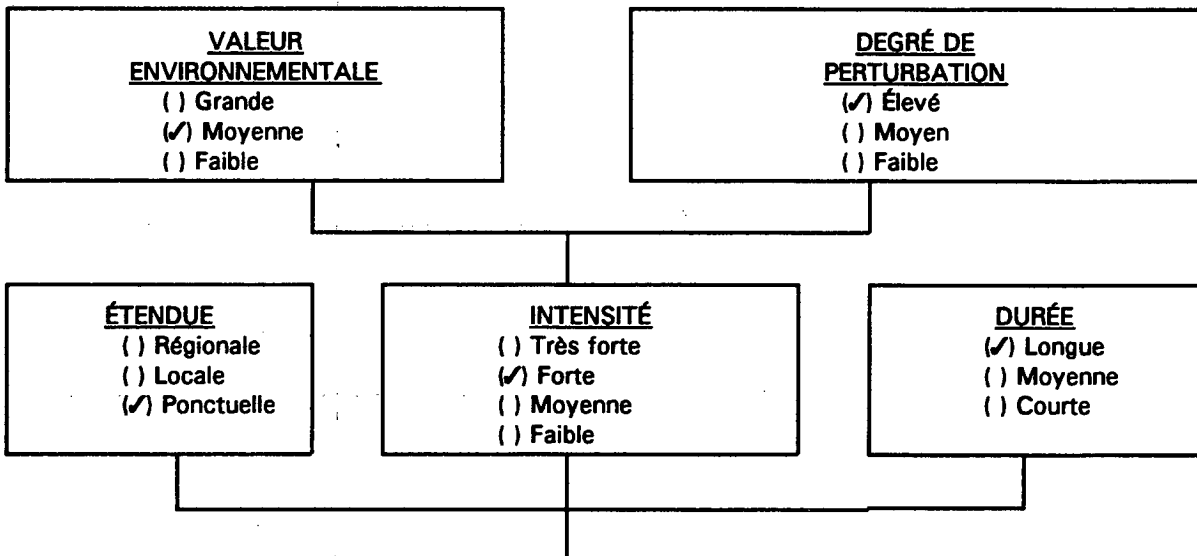 VALEUR
ENVIRONNEMENTALE
( ) Grande
(✓) Moyenne
( ) Faible
DEGRÉ DE
PERTURBATION
(✓) Élevé
( ) Moyen
( ) Faible
ÉTENDUE
( ) Régionale
( ) Locale
(✓) Ponctuelle
INTENSITÉ
( ) Très forte
(✓) Forte
( ) Moyenne
( ) Faible
DURÉE
(✓) Longue
( ) Moyenne
( ) Courte